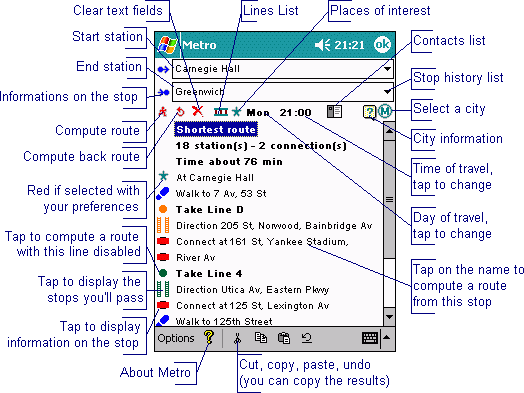 Clear text fields
Lines List
Places of interest
Start station
Metro
21:21
ok
Contacts list
End station
Carnegie Hall
Stop history list
Informations on the stop
Greenwich
Select a city
Mon 21:00
?
M
Compute route
Shortest route
City information
18 station(s) - 2 connection(s)
Compute back route
Time about 76 min
Time of travel,
tap to change
At Carnegie Hall
Red if selected with
your preferences
Walk to 7 Av, 53 St
Take Line D
Day of travel,
tap to change
Direction 205 St, Norwood, Bainbridge Av
Tap to compute a route
with this line disabled
Connect at 161 St, Yankee Stadium,
River Av
Tap on the name to
compute a route
from this stop
Take Line 4
Tap to display the
stops you'll pass
Direction Utica Av, Eastern Pkwy
Connect at 125 St, Lexington Av
Tap to display
information on the stop
Walk to 125th Street
Options
?
About Metro
Cut, copy, paste, undo
(you can copy the results)